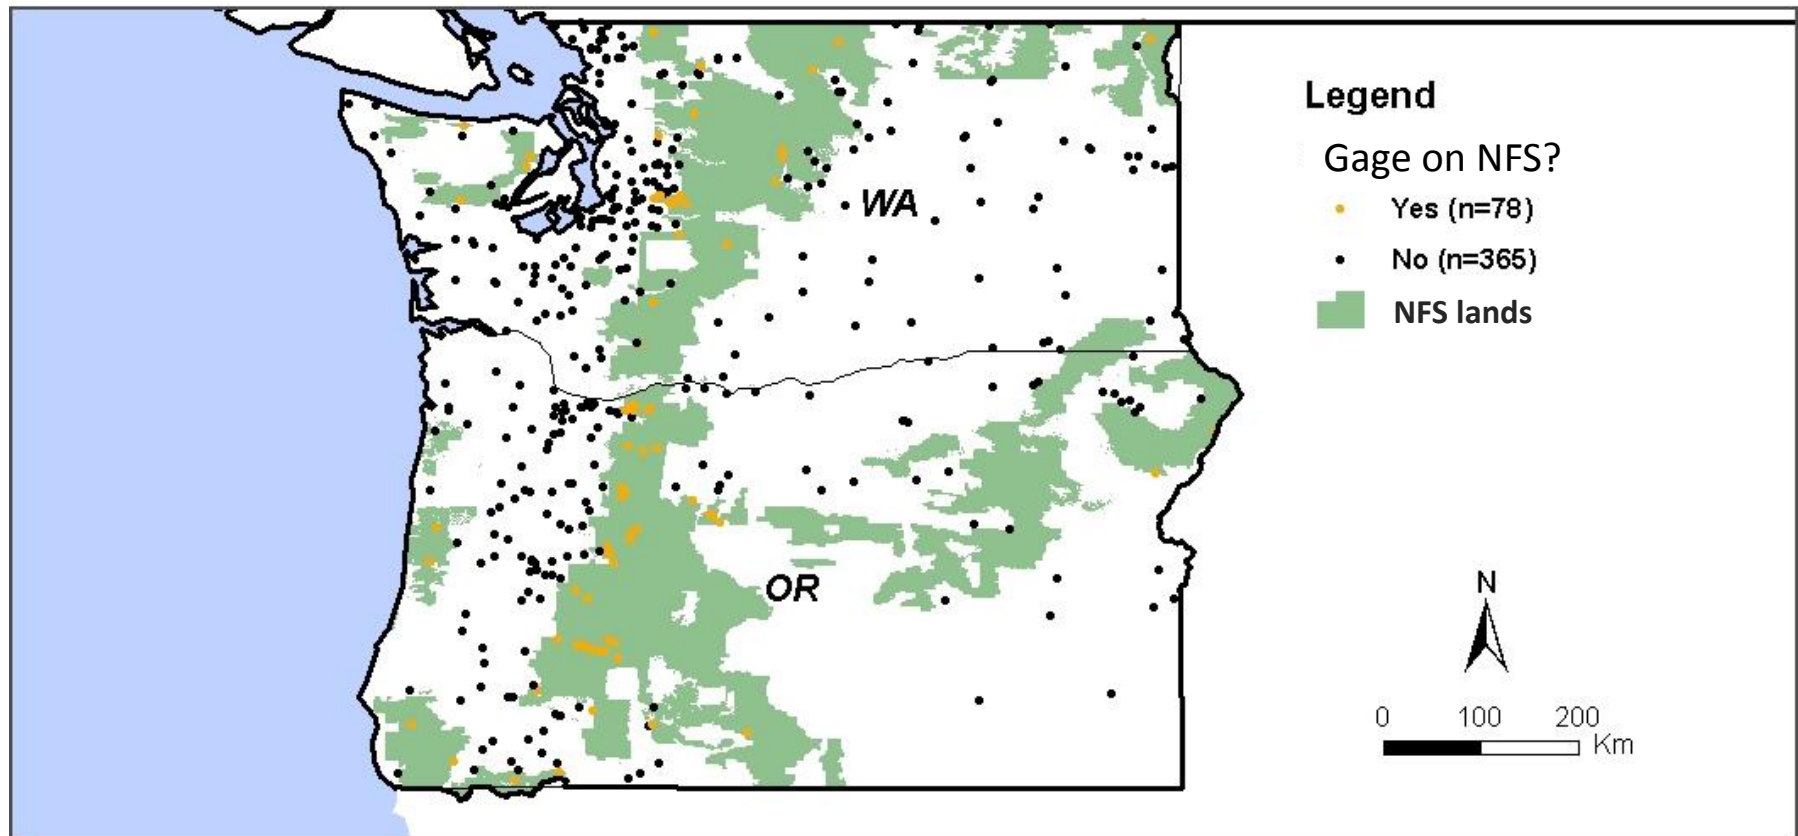 WA
OR
Legend
Gage on NFS?
Yes (n=78)
No (n=365)
NFS lands
N
0 100 200
Km